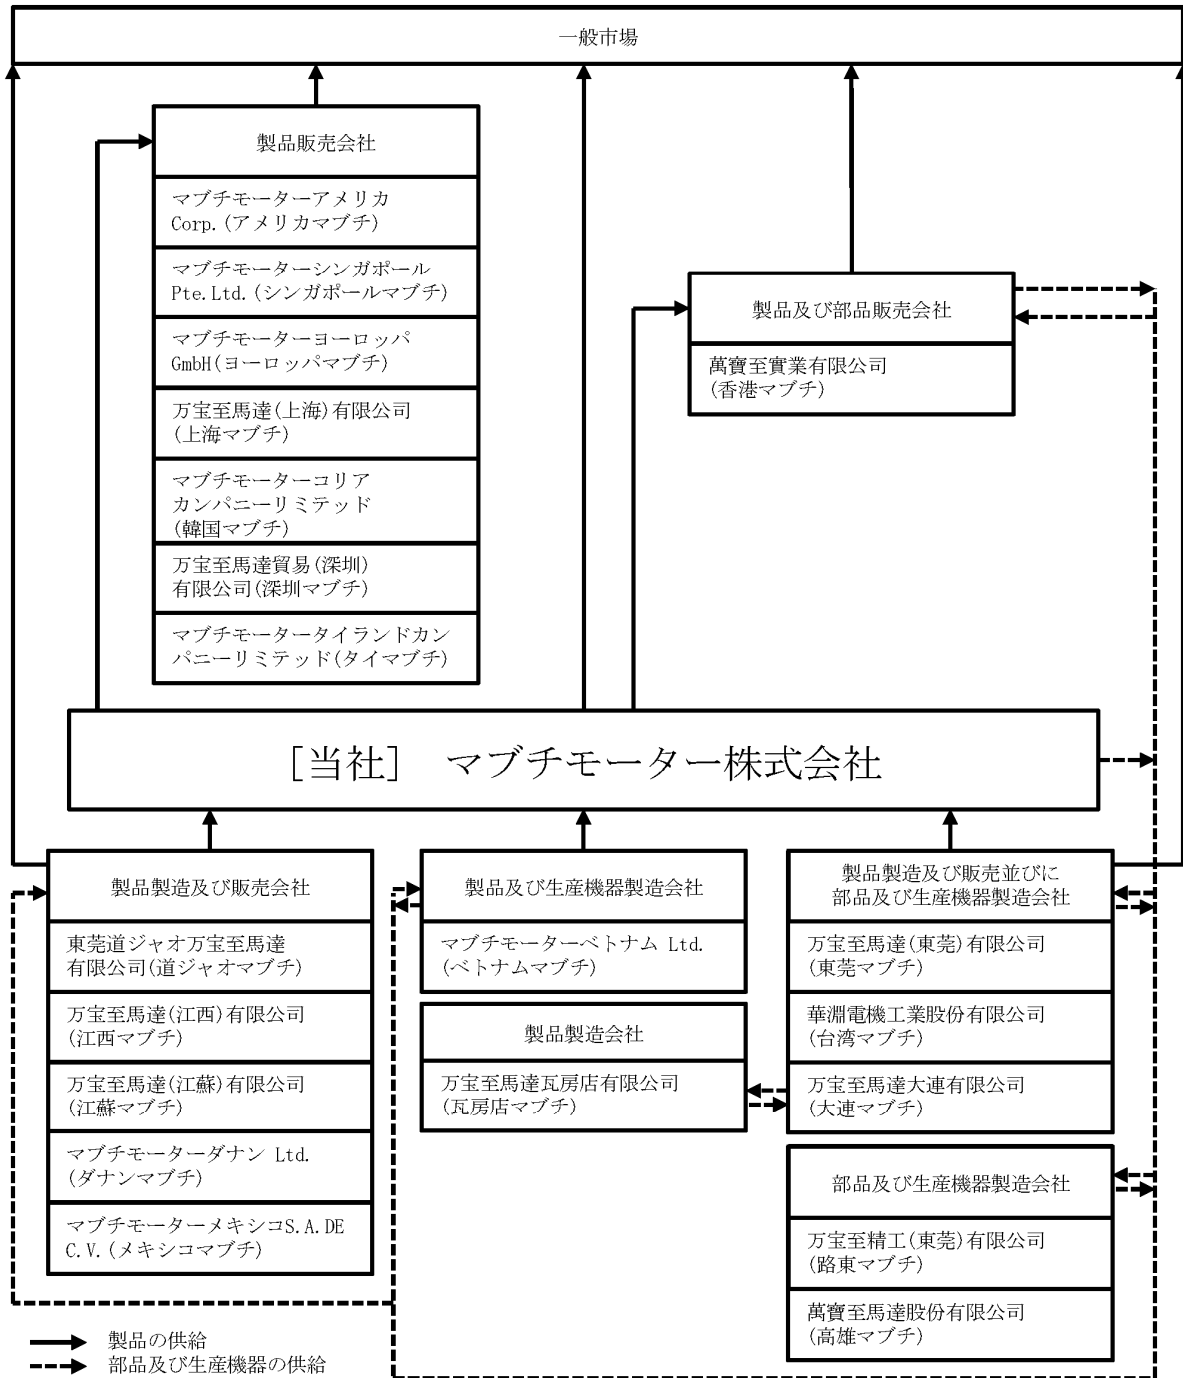 一般市場
製品販売会社
マブチモーターアメリカ
Corp.(アメリカマブチ)
マブチモーターシンガポール
Pte.Ltd.(シンガポールマブチ)
マブチモーターヨーロッパ
GmbH(ヨーロッパマブチ)
万宝至馬達(上海)有限公司
(上海マブチ)
マブチモーターコリア
カンパニーリミテッド
(韓国マブチ)
万宝至馬達貿易(深圳)
有限公司(深圳マブチ)
マブチモータータイランドカン
パニーリミテッド(タイマブチ)
製品及び部品販売会社
萬寶至實業有限公司
(香港マブチ)
[当社] マブチモーター株式会社
製品製造及び販売会社
東莞道ジャオ万宝至馬達
有限公司(道ジャオマブチ)
万宝至馬達(江西)有限公司
(江西マブチ)
万宝至馬達(江蘇)有限公司
(江蘇マブチ)
マブチモーターダナン Ltd.
(ダナンマブチ)
マブチモーターメキシコS.A.DE
C.V.(メキシコマブチ)
製品及び生産機器製造会社
マブチモーターベトナム Ltd.
(ベトナムマブチ)
製品製造会社
万宝至馬達瓦房店有限公司
(瓦房店マブチ)
製品製造及び販売並びに
部品及び生産機器製造会社
万宝至馬達(東莞)有限公司
(東莞マブチ)
華淵電機工業股份有限公司
(台湾マブチ)
万宝至馬達大連有限公司
(大連マブチ)
部品及び生産機器製造会社
万宝至精工(東莞)有限公司
(路東マブチ)
萬寶至馬達股份有限公司
(高雄マブチ)
製品の供給
部品及び生産機器の供給